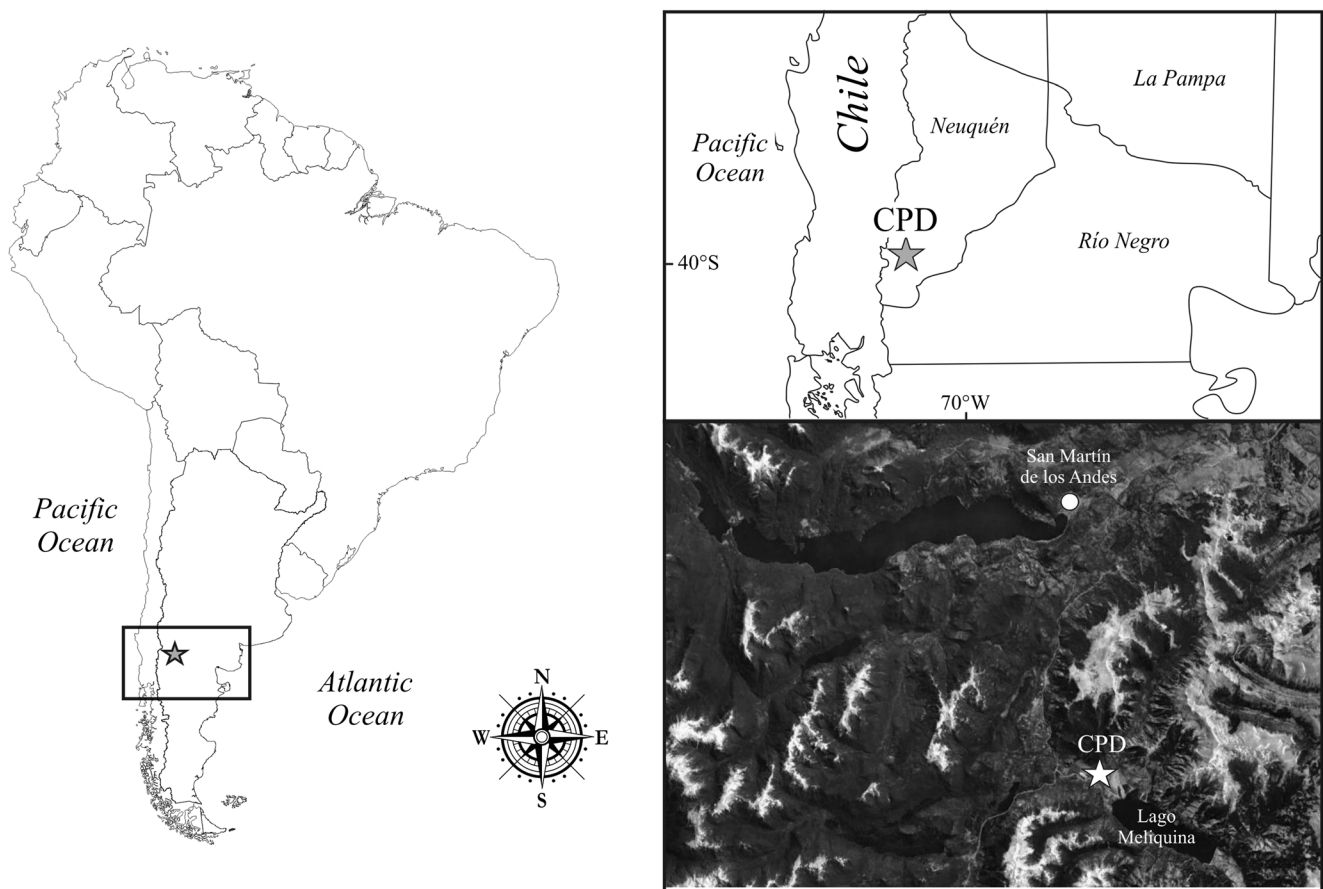 Pacific
Ocean
Atlantic
Ocean
N
W
E
S
Pacific
Ocean
Chile
Neuquén
La Pampa
Río Negro
CPD
40°S
70°W
San Martín
de los Andes
CPD
Lago
Meliquina